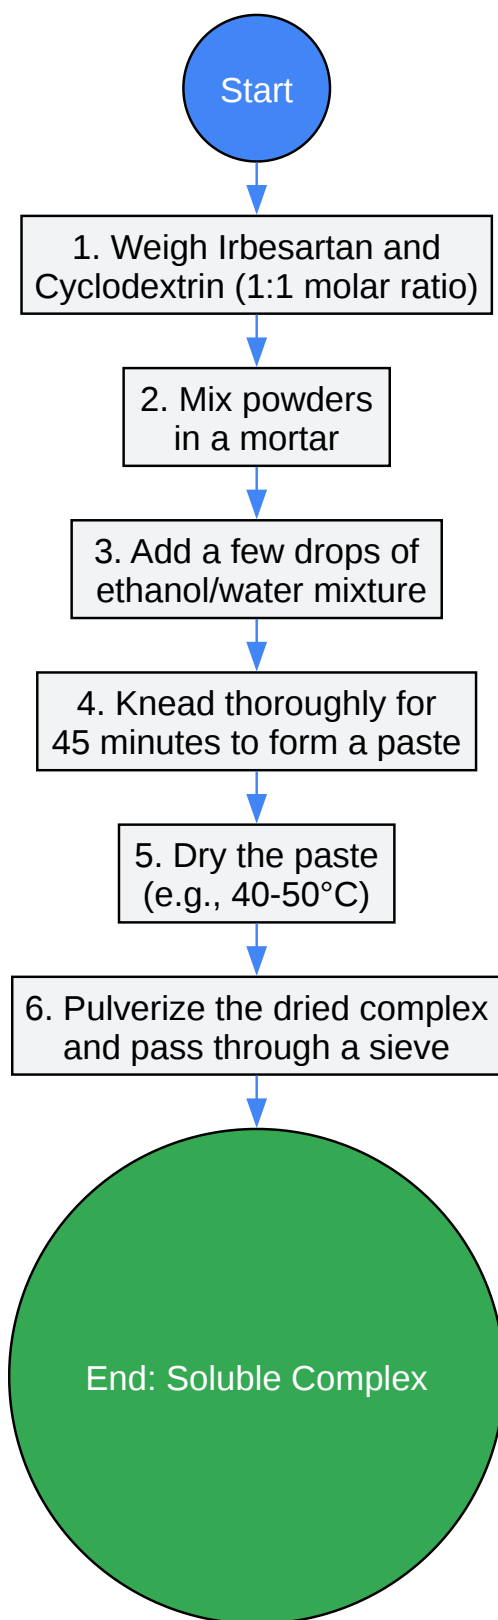 Start
1. Weigh Irbesartan and
Cyclodextrin (1:1 molar ratio)
2. Mix powders
in a mortar
3. Add a few drops of
ethanol/water mixture
4. Knead thoroughly for
45 minutes to form a paste
5. Dry the paste
(e.g., 40-50°C)
6. Pulverize the dried complex
and pass through a sieve
End: Soluble Complex